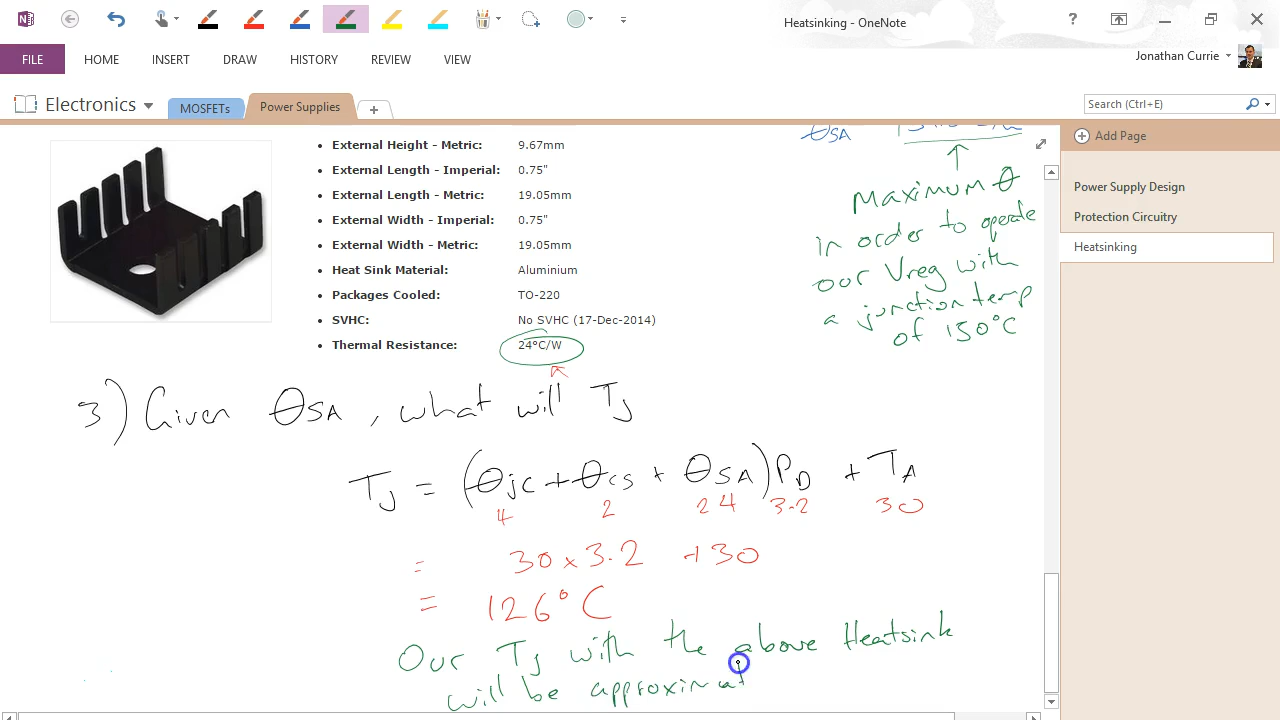 Heatsinking - OneNote
?
FILE HOME INSERT DRAW HISTORY REVIEW VIEW
Jonathan Currie
Electronics MOSFETs Power Supplies +
Search (Ctrl+E)
Add Page
Power Supply Design
Protection Circuitry
Heatsinking
θSA
External Height - Metric: 9.67mm
External Length - Imperial: 0.75"
External Length - Metric: 19.05mm
External Width - Imperial: 0.75"
External Width - Metric: 19.05mm
Heat Sink Material: Aluminium
Packages Cooled: TO-220
SVHC: No SVHC (17-Dec-2014)
Thermal Resistance: 24°C/W
Maximum θ
in order to operate
our Vreg with
a junction temp
of 150°C
3) Given θSA, what will TJ
TJ = (θjc + θcs + θSA) PD + TA
4 2 24 3.2 30
= 30 x 3.2 + 30
= 126°C
Our TJ with the above Heatsink
will be approximat